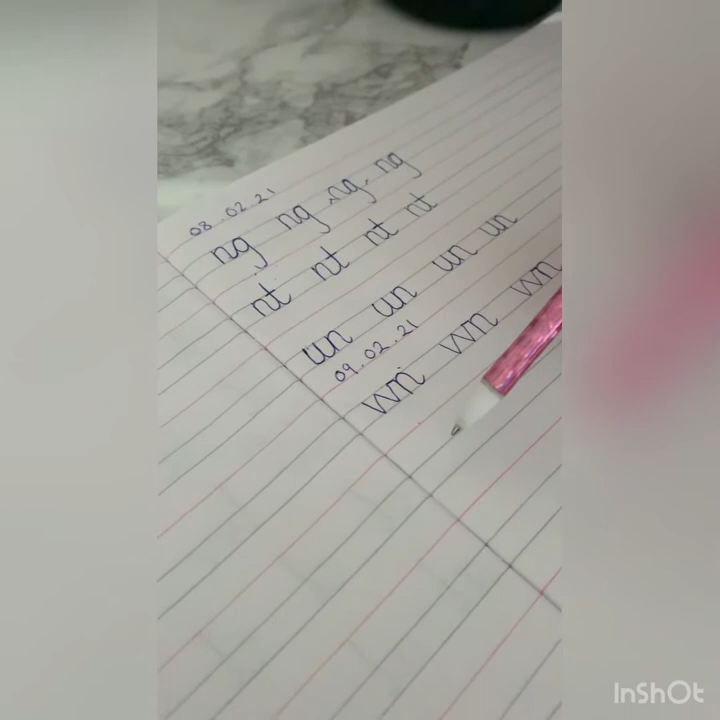 08.02.21
ng ng ng ng
nt nt nt nt
un un un un
09.02.21
wn wn wn
InShOt